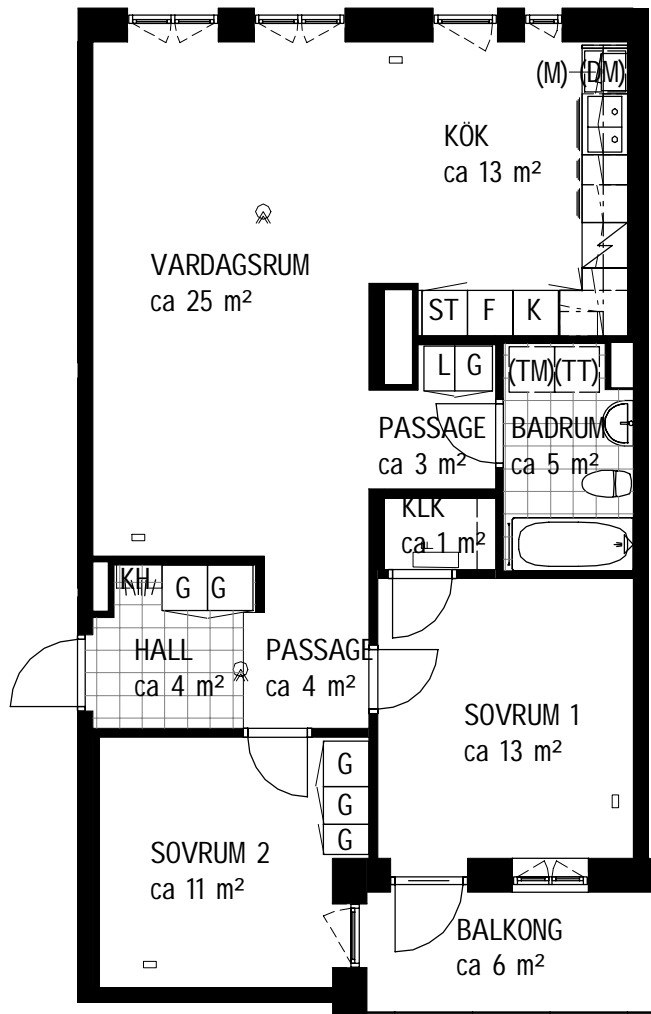 (M) (DM)
KÖK
ca 13 m²
VARDAGSRUM
ca 25 m²
ST F K
L G
(TM) (TT)
PASSAGE
ca 3 m²
BADRUM
ca 5 m²
KLK
ca 1 m²
KH G G
HALL
ca 4 m²
PASSAGE
ca 4 m²
SOVRUM 1
ca 13 m²
G
G
G
SOVRUM 2
ca 11 m²
BALKONG
ca 6 m²